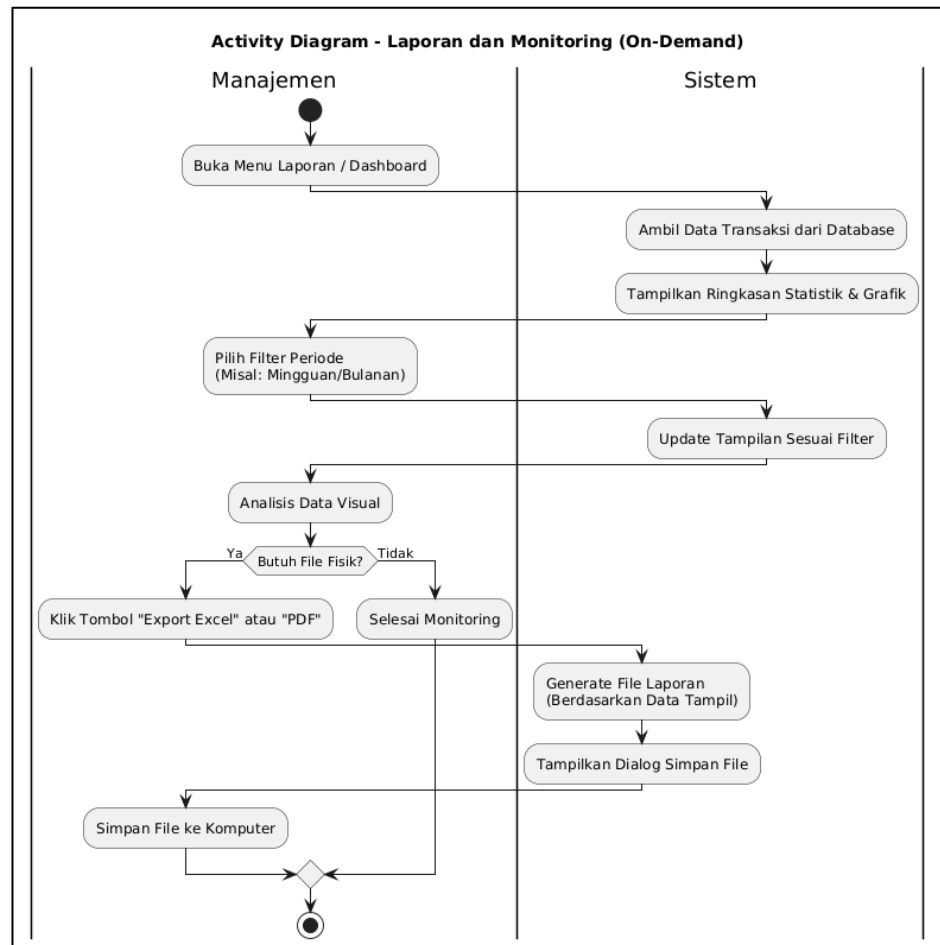 Activity Diagram - Laporan dan Monitoring (On-Demand)
Manajemen
Sistem
Buka Menu Laporan / Dashboard
Ambil Data Transaksi dari Database
Tampilkan Ringkasan Statistik & Grafik
Pilih Filter Periode
(Misal: Mingguan/Bulanan)
Update Tampilan Sesuai Filter
Analisis Data Visual
Ya
Butuh File Fisik?
Tidak
Klik Tombol "Export Excel" atau "PDF"
Selesai Monitoring
Generate File Laporan
(Berdasarkan Data Tampil)
Tampilkan Dialog Simpan File
Simpan File ke Komputer